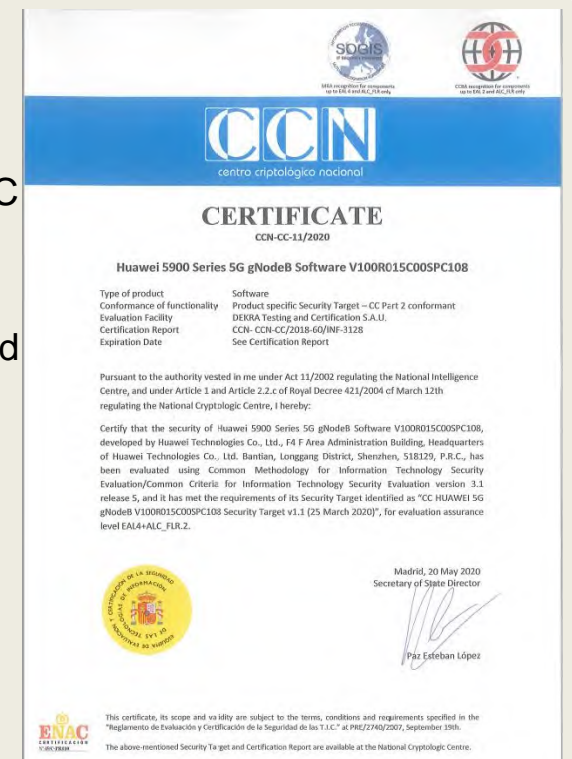 SOGIS
SOGIS recognition for components
up to EAL 4 and ALC_FLR only
CCRA recognition for components
up to EAL 2 and ALC_FLR only
CCN
centro criptológico nacional
C
d
CERTIFICATE
CCN-CC-11/2020
Huawei 5900 Series 5G gNodeB Software V100R015C00SPC108
Type of product Software
Conformance of functionality Product specific Security Target – CC Part 2 conformant
Evaluation Facility DEKRA Testing and Certification S.A.U.
Certification Report CCN- CCN-CC/2018-60/INF-3128
Expiration Date See Certification Report
Pursuant to the authority vested in me under Act 11/2002 regulating the National Intelligence
Centre, and under Article 1 and Article 2.2.c of Royal Decree 421/2004 of March 12th
regulating the National Cryptologic Centre, I hereby:
Certify that the security of Huawei 5900 Series 5G gNodeB Software V100R015C00SPC108,
developed by Huawei Technologies Co., Ltd., F4 F Area Administration Building, Headquarters
of Huawei Technologies Co., Ltd. Bantian, Longgang District, Shenzhen, 518129, P.R.C., has
been evaluated using Common Methodology for Information Technology Security
Evaluation/Common Criteria for Information Technology Security Evaluation version 3.1
release 5, and it has met the requirements of its Security Target identified as "CC HUAWEI 5G
gNodeB V100R015C00SPC108 Security Target v1.1 (25 March 2020)", for evaluation assurance
level EAL4+ALC_FLR.2.
Madrid, 20 May 2020
Secretary of State Director
Paz Esteban López
ESQUEMA DE EVALUACIÓN Y CERTIFICACIÓN DE LA SEGURIDAD
DE LAS TECNOLOGÍAS DE INFORMACIÓN
This certificate, its scope and validity are subject to the terms, conditions and requirements specified in the
"Reglamento de Evaluación y Certificación de la Seguridad de las T.I.C." at PRE/2740/2007, September 19th.
The above-mentioned Security Target and Certification Report are available at the National Cryptologic Centre.
ENAC
CERTIFICACIÓN